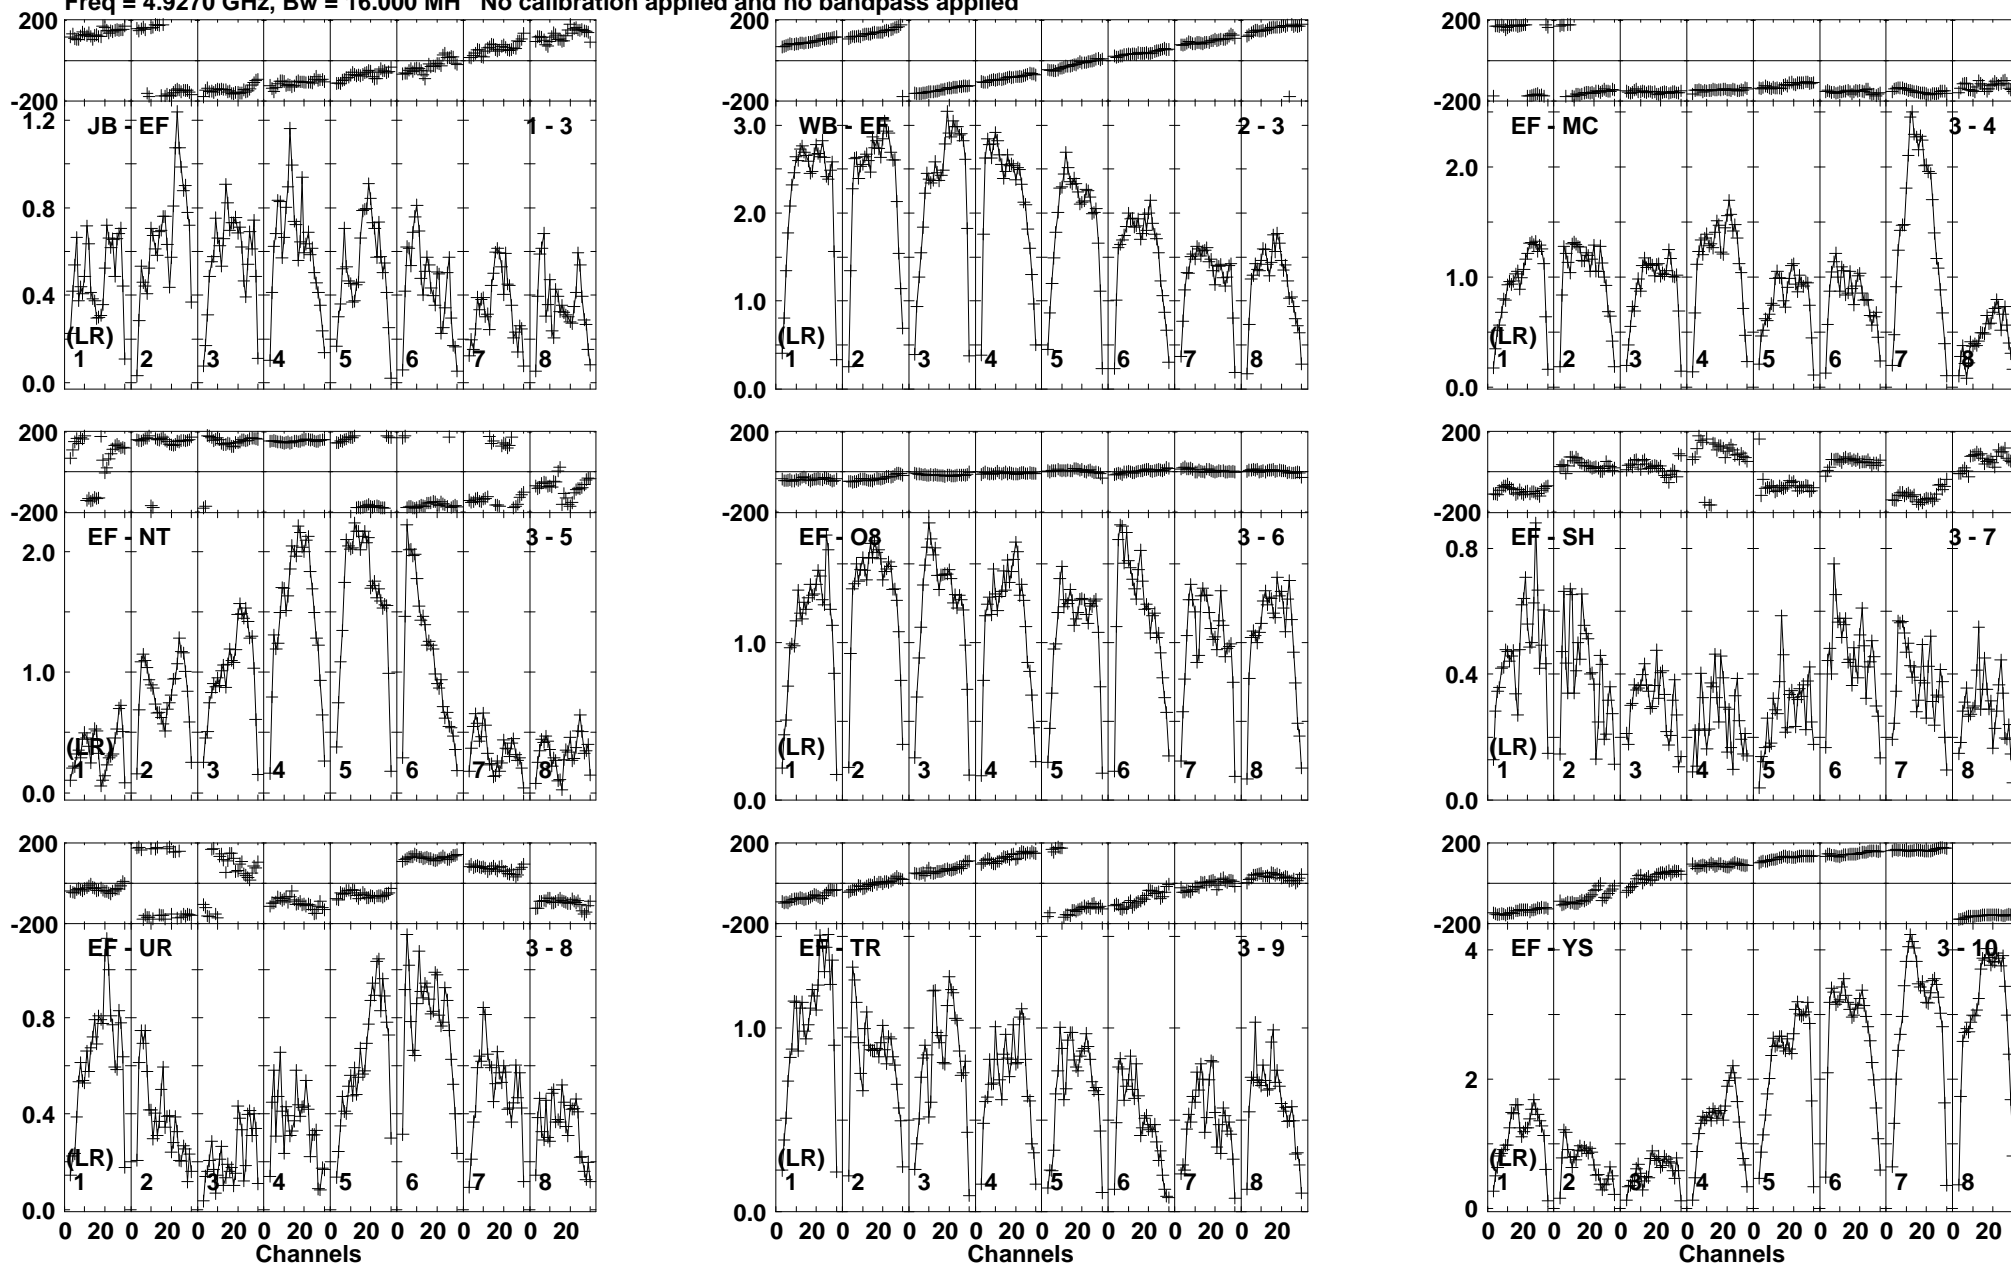 Freq = 4.9270 GHz, Bw = 16.000 MH No calibration applied and no bandpass applied
200 200 200
-200 -200 -200
1.2 JB - EF 1 - 3 3.0 WB - EF 2 - 3 EF - MC 3 - 4
0.8 2.0 2.0
0.4 1.0 1.0
(LR) (LR) (LR)
1 2 3 4 5 6 7 8 1 2 3 4 5 6 7 8 1 2 3 4 5 6 7 8
0.0 0.0 0.0
200 200 200
-200 -200 -200
EF - NT 3 - 5 EF - O8 3 - 6 EF - SH 3 - 7
2.0 0.8
1.0 1.0 0.4
(LR) (LR) (LR)
1 2 3 4 5 6 7 8 1 2 3 4 5 6 7 8 1 2 3 4 5 6 7 8
0.0 0.0 0.0
200 200 200
-200 -200 -200
EF - UR 3 - 8 EF - TR 3 - 9 4 EF - YS 3 - 10
0.8 1.0 2
0.4
(LR) (LR) (LR)
1 2 3 4 5 6 7 8 1 2 3 4 5 6 7 8 1 2 3 4 5 6 7 8
0.0 0.0 0
0 20 0 20 0 20 0 20 0 20 0 20 0 20 0 20 0 20 0 20 0 20 0 20 0 20 0 20 0 20 0 20 0 20 0 20 0 20 0 20 0 20 0 20 0 20 0 20
Channels Channels Channels